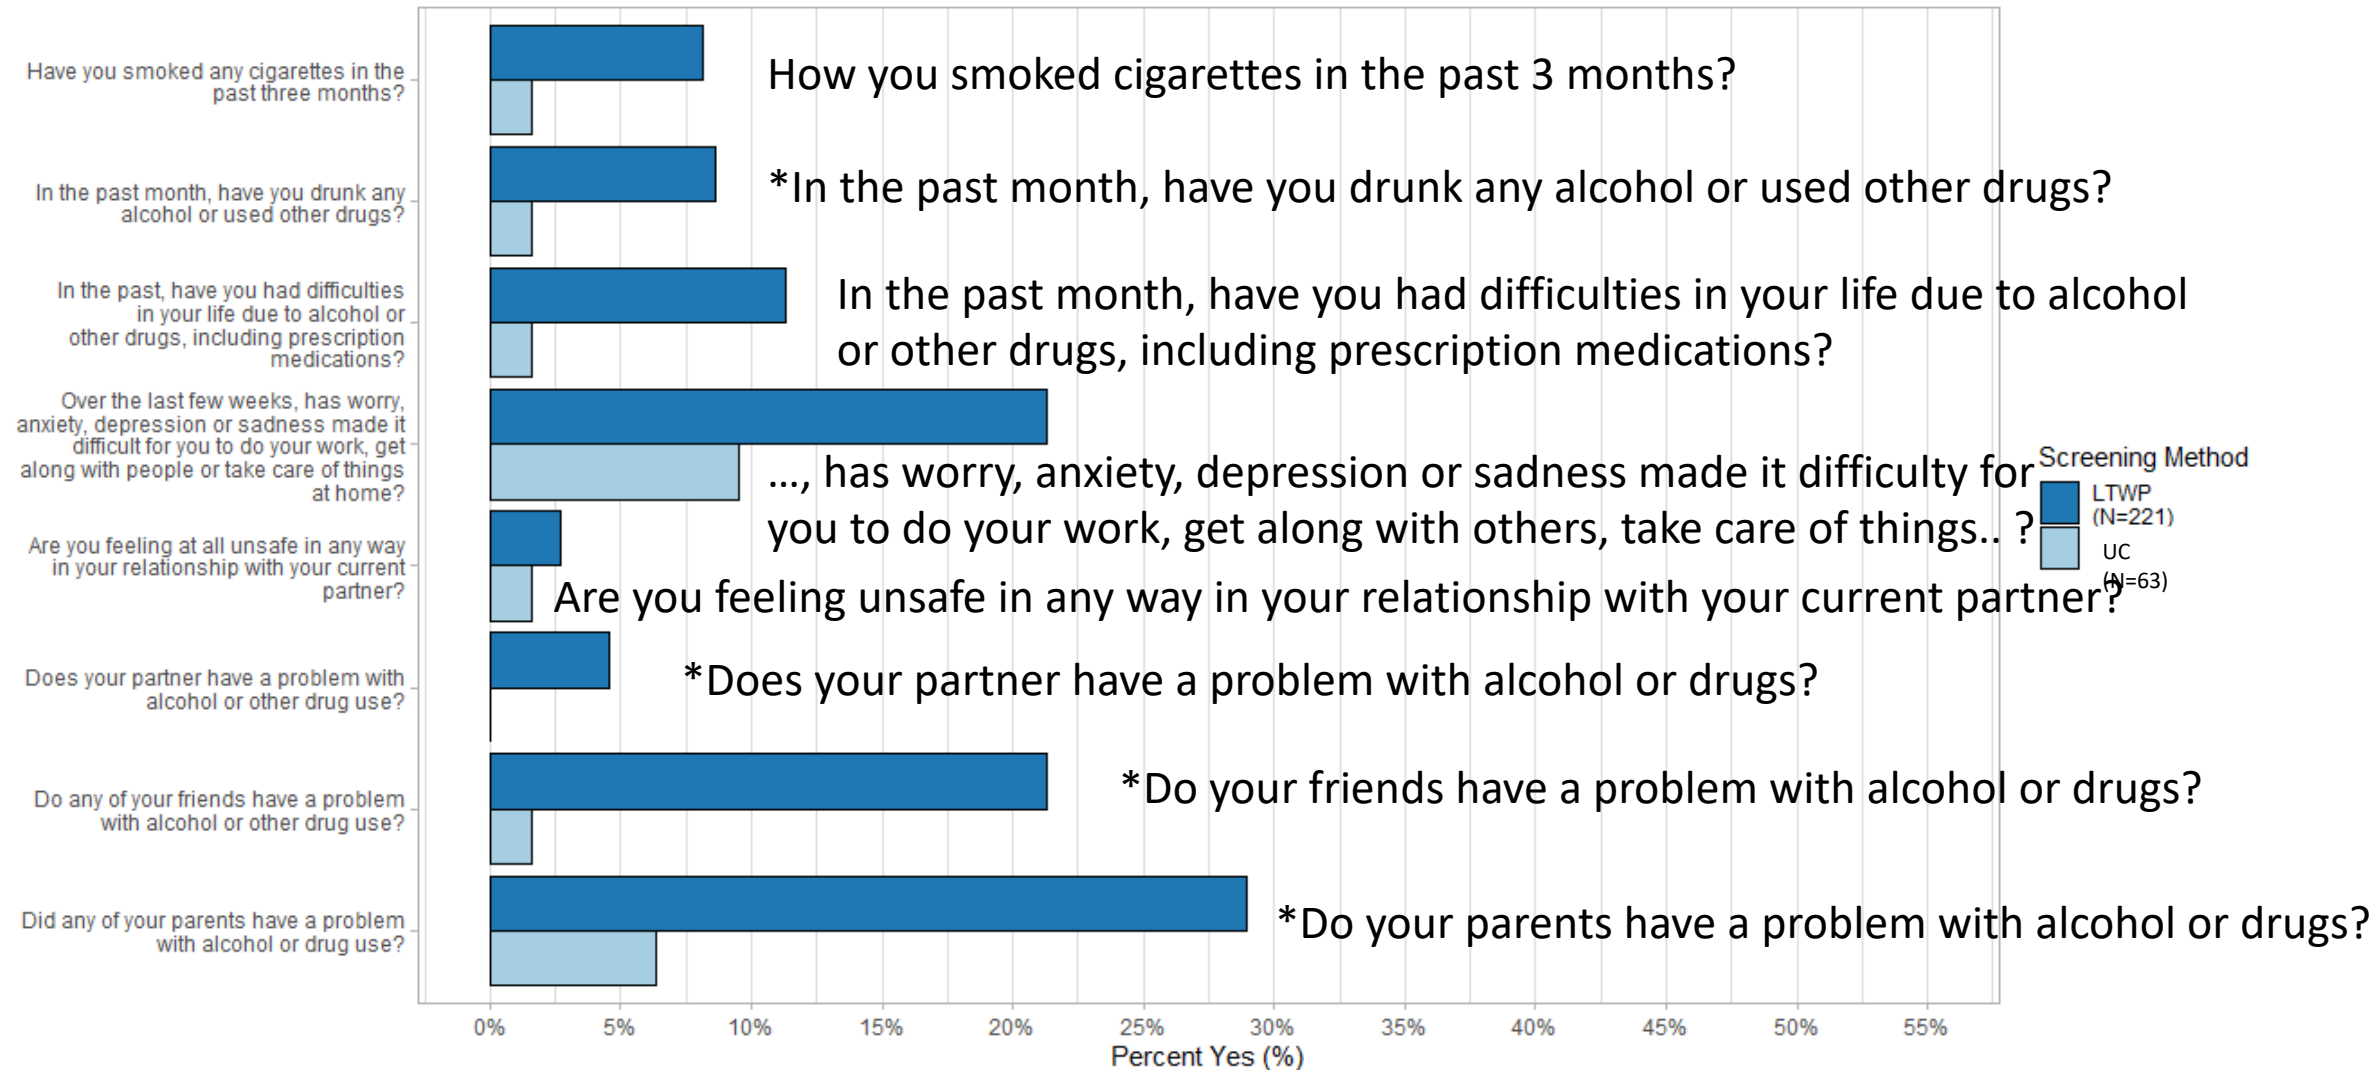 Have you smoked any cigarettes in the
past three months?
How you smoked cigarettes in the past 3 months?
In the past month, have you drunk any
alcohol or used other drugs?
*In the past month, have you drunk any alcohol or used other drugs?
In the past, have you had difficulties
in your life due to alcohol or
other drugs, including prescription
medications?
In the past month, have you had difficulties in your life due to alcohol
or other drugs, including prescription medications?
Over the last few weeks, has worry,
anxiety, depression or sadness made it
difficult for you to do your work, get
along with people or take care of things
at home?
..., has worry, anxiety, depression or sadness made it difficulty for
you to do your work, get along with others, take care of things.. ?
Are you feeling at all unsafe in any way
in your relationship with your current
partner?
Are you feeling unsafe in any way in your relationship with your current partner?
Does your partner have a problem with
alcohol or other drug use?
*Does your partner have a problem with alcohol or drugs?
Do any of your friends have a problem
with alcohol or other drug use?
*Do your friends have a problem with alcohol or drugs?
Did any of your parents have a problem
with alcohol or drug use?
*Do your parents have a problem with alcohol or drugs?
0% 5% 10% 15% 20% 25% 30% 35% 40% 45% 50% 55%
Percent Yes (%)
Screening Method
LTWP
(N=221)
UC
(N=63)